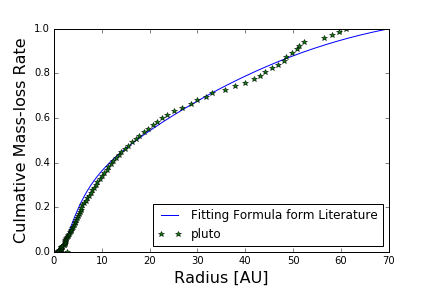 1.0
0.8
0.6
0.4
0.2
0.0
Culmative Mass-loss Rate
Fitting Formula form Literature
pluto
0 10 20 30 40 50 60 70
Radius [AU]